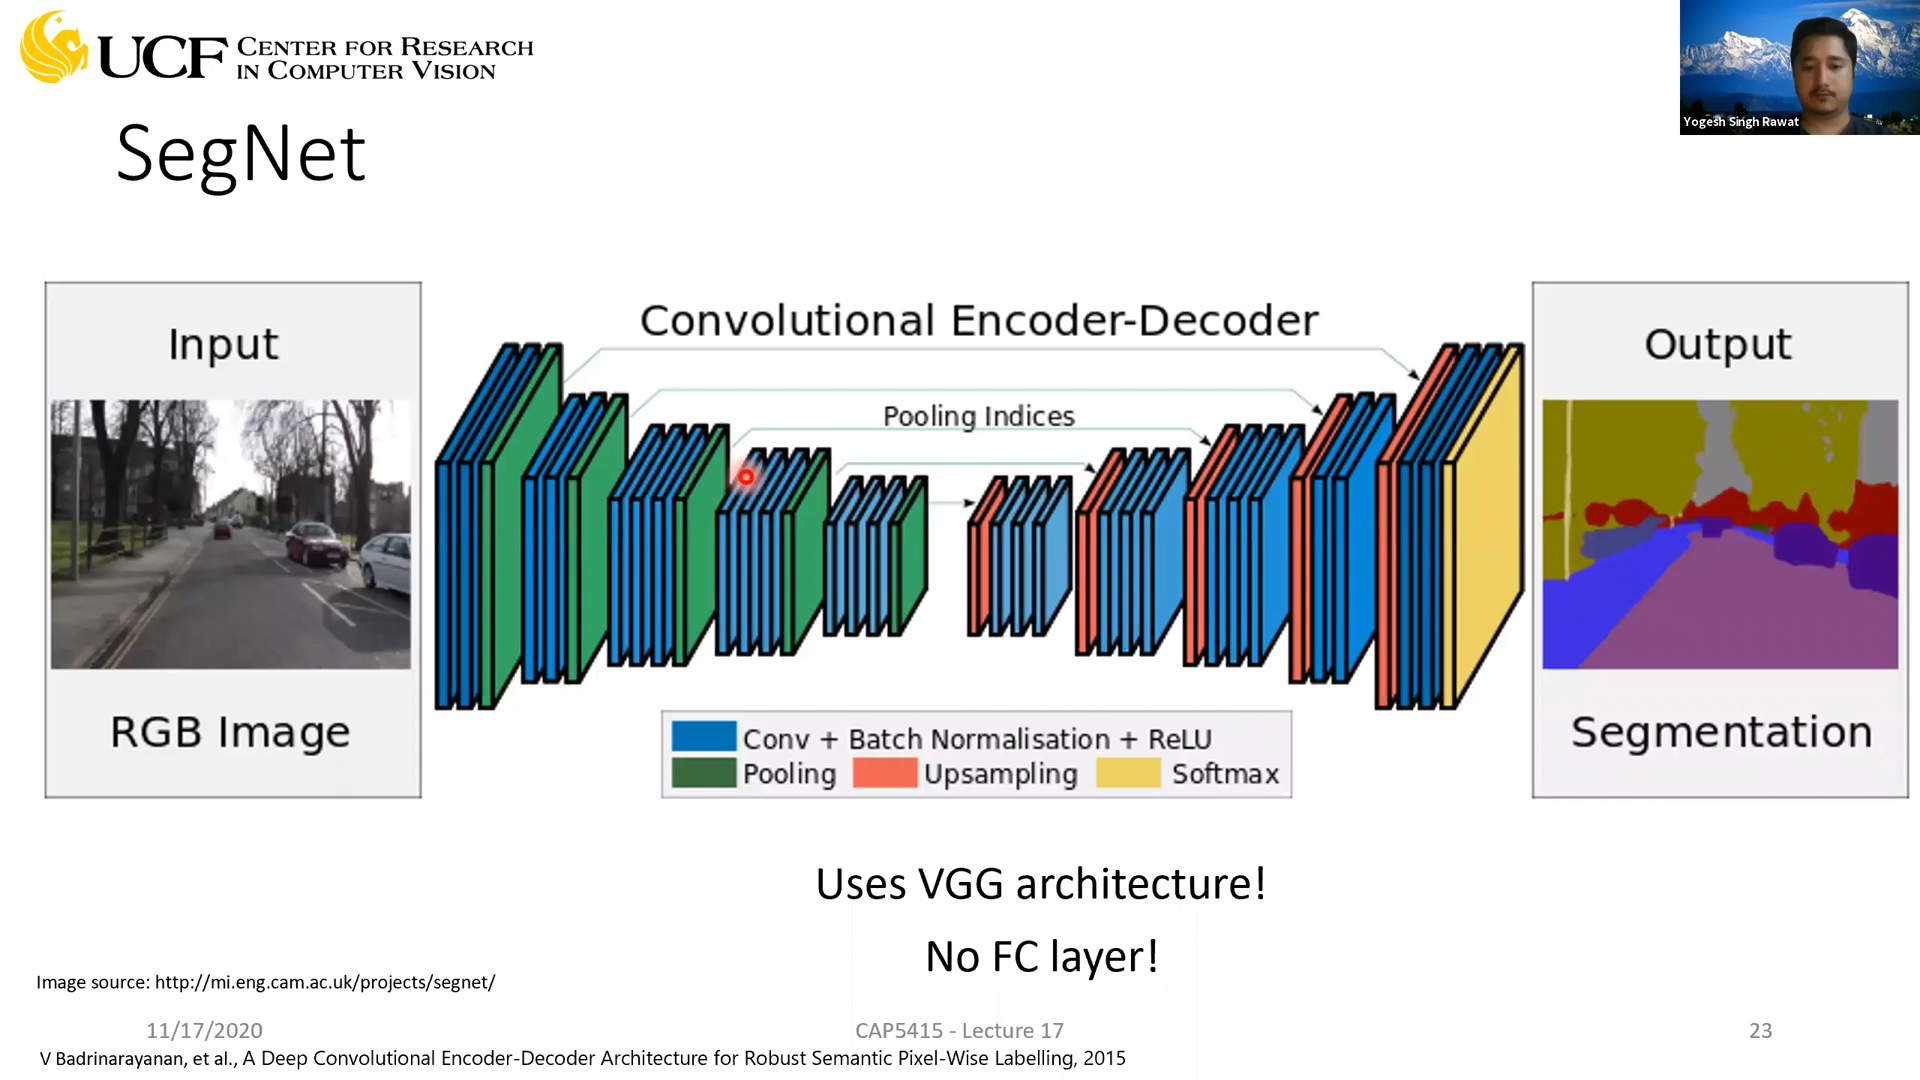 UCF CENTER FOR RESEARCH
IN COMPUTER VISION
Yogesh Singh Rawat
SegNet
Input
RGB Image
Convolutional Encoder-Decoder
Pooling Indices
Conv + Batch Normalisation + ReLU
Pooling Upsampling Softmax
Output
Segmentation
Uses VGG architecture!
No FC layer!
Image source: http://mi.eng.cam.ac.uk/projects/segnet/
11/17/2020 CAP5415 - Lecture 17 23
V Badrinarayanan, et al., A Deep Convolutional Encoder-Decoder Architecture for Robust Semantic Pixel-Wise Labelling, 2015